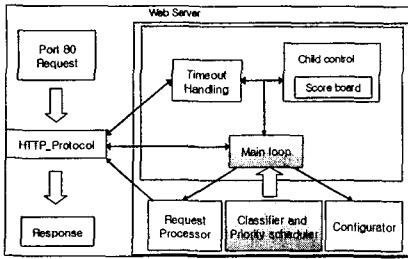 Web Server
Port 80
Request
Timeout
Handling
Child control
Score board
HTTP_Protocol
Main loop
Response
Request
Processor
Classifier and
Priority scheduler
Configurator